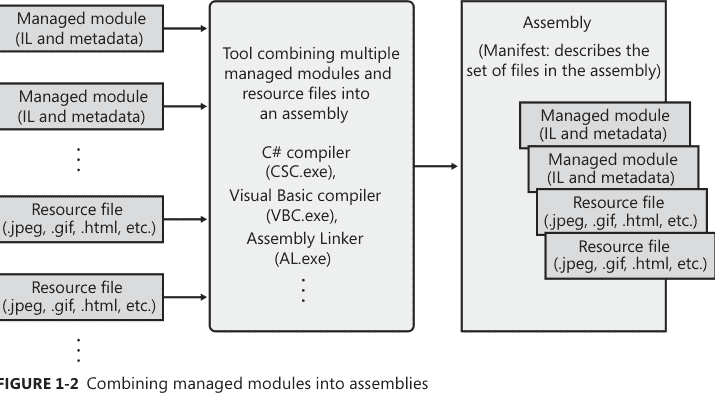 Managed module
(IL and metadata)
Managed module
(IL and metadata)
Resource file
(.jpeg, .gif, .html, etc.)
Resource file
(.jpeg, .gif, .html, etc.)
Tool combining multiple
managed modules and
resource files into
an assembly
C# compiler
(CSC.exe),
Visual Basic compiler
(VBC.exe),
Assembly Linker
(AL.exe)
Assembly
(Manifest: describes the
set of files in the assembly)
Managed module
(IL and metadata)
Managed module
(IL and metadata)
Resource file
(.jpeg, .gif, .html, etc.)
Resource file
(.jpeg, .gif, .html, etc.)
FIGURE 1-2 Combining managed modules into assemblies